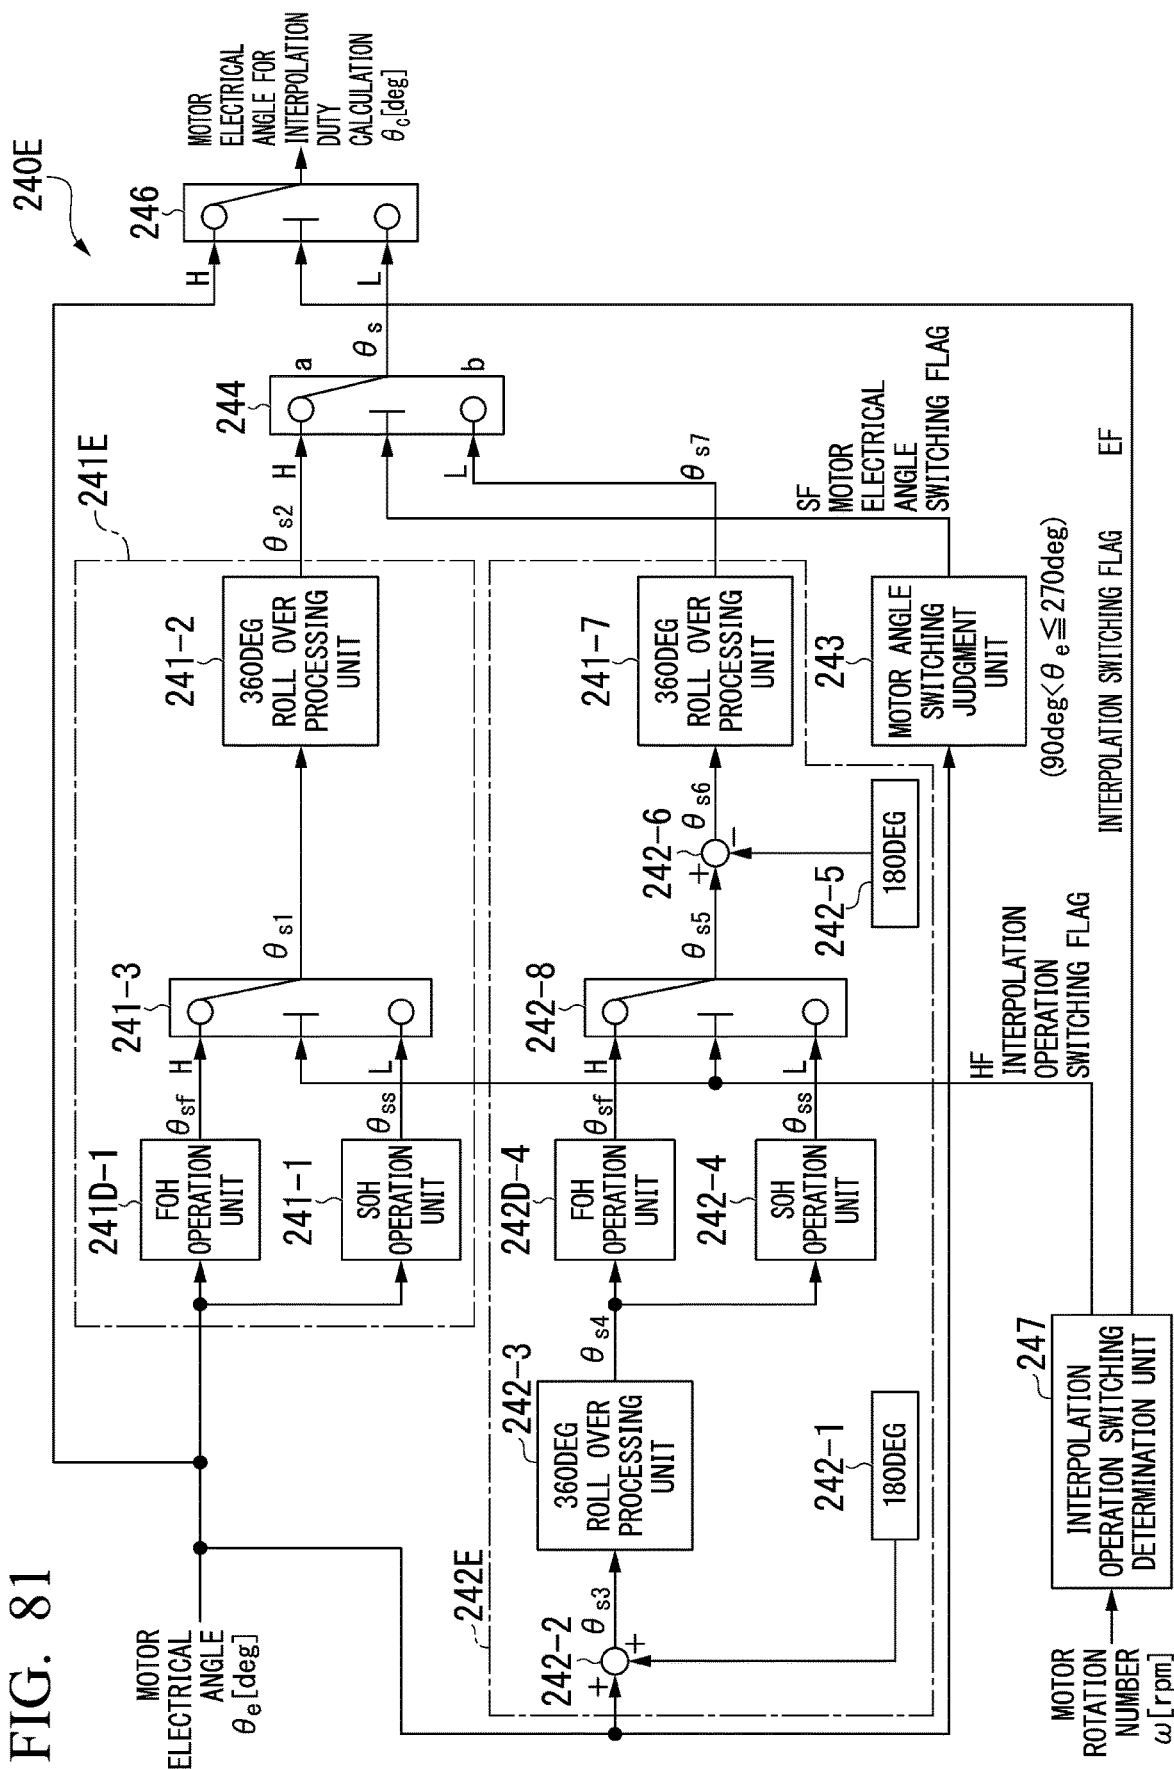 FIG. 81
240E
MOTOR
ELECTRICAL
ANGLE
θe[deg]
241E
241D-1
FOH
OPERATION
UNIT
θsf
H
241-1
SOH
OPERATION
UNIT
θss
L
241-3
θs1
241-2
360DEG
ROLL OVER
PROCESSING
UNIT
θs2
H
244
a
b
θs
L
H
246
MOTOR
ELECTRICAL
ANGLE FOR
INTERPOLATION
DUTY
CALCULATION
θc[deg]
242E
242-2
+
+
θs3
242-3
360DEG
ROLL OVER
PROCESSING
UNIT
θs4
242-1
180DEG
242D-4
FOH
OPERATION
UNIT
θsf
H
242-4
SOH
OPERATION
UNIT
θss
L
242-8
θs5
242-6
+
-
θs6
242-5
180DEG
241-7
360DEG
ROLL OVER
PROCESSING
UNIT
θs7
L
243
MOTOR ANGLE
SWITCHING
JUDGMENT
UNIT
(90deg<θe≦270deg)
SF MOTOR
ELECTRICAL
ANGLE
SWITCHING FLAG
HF
INTERPOLATION
OPERATION
SWITCHING FLAG
INTERPOLATION SWITCHING FLAG EF
MOTOR
ROTATION
NUMBER
ω[rpm]
247
INTERPOLATION
OPERATION SWITCHING
DETERMINATION UNIT